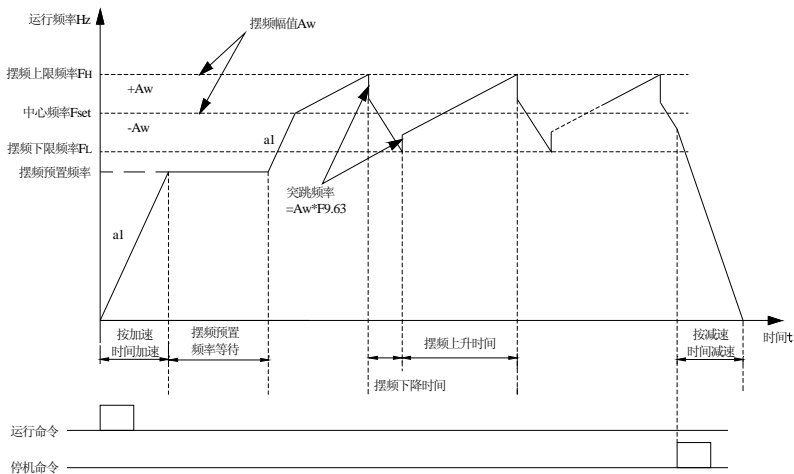 运行频率Hz
摆频幅值Aw
摆频上限频率FH
+Aw
中心频率Fset
-Aw
a1
摆频下限频率FL
摆频预置频率
突跳频率
=Aw*F9.63
a1
按加速
时间加速
摆频预置
频率等待
摆频上升时间
按减速
时间减速
时间t
摆频下降时间
运行命令
停机命令